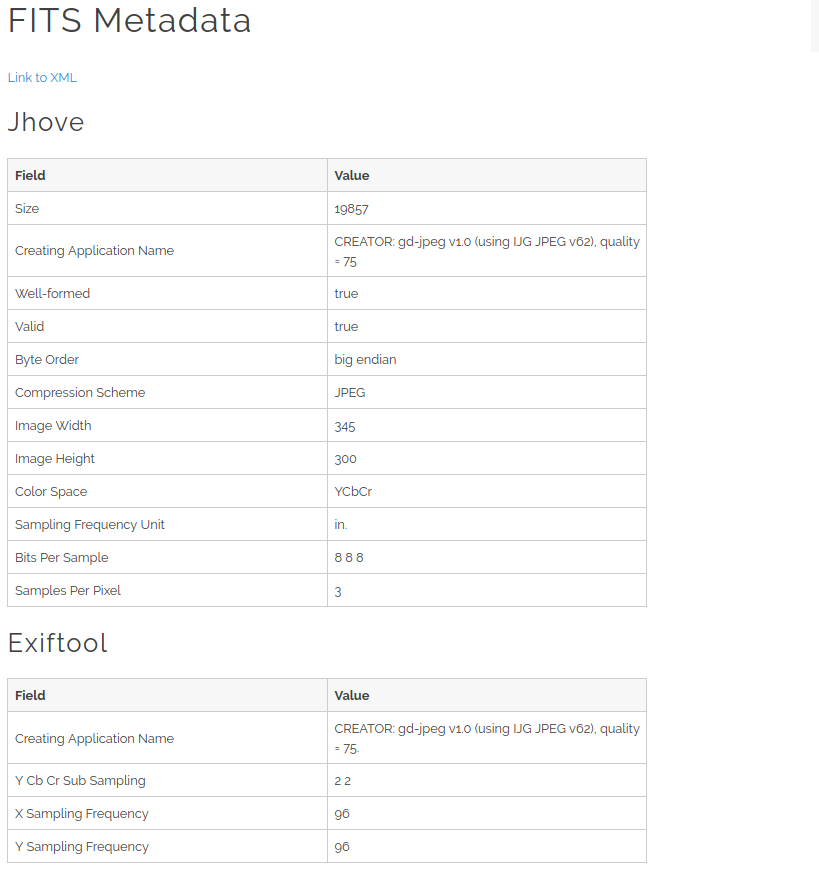 FITS Metadata
Link to XML
Jhove
Field Value
Size 19857
Creating Application Name CREATOR: gd-jpeg v1.0 (using IJG JPEG v62), quality
= 75
Well-formed true
Valid true
Byte Order big endian
Compression Scheme JPEG
Image Width 345
Image Height 300
Color Space YCbCr
Sampling Frequency Unit in.
Bits Per Sample 8 8 8
Samples Per Pixel 3
Exiftool
Field Value
Creating Application Name CREATOR: gd-jpeg v1.0 (using IJG JPEG v62), quality
= 75.
Y Cb Cr Sub Sampling 2 2
X Sampling Frequency 96
Y Sampling Frequency 96